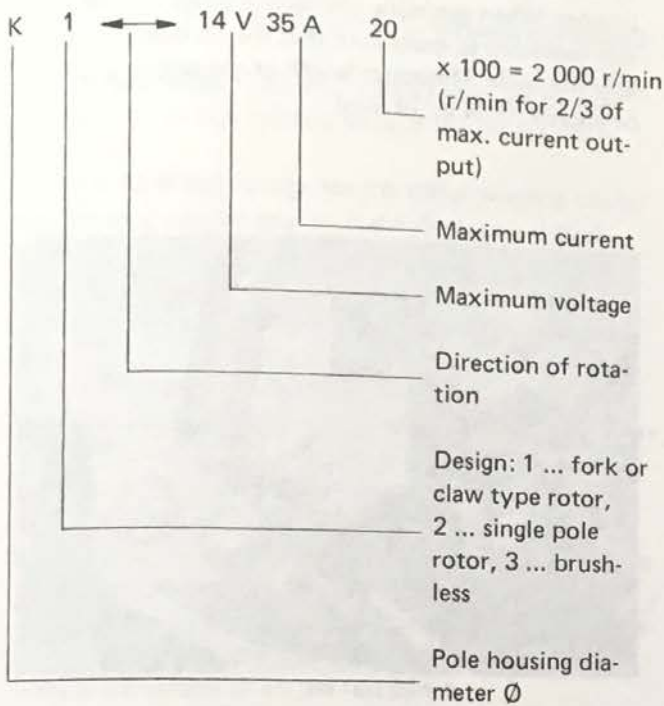 K 1 ←→ 14 V 35 A 20
x 100 = 2 000 r/min
(r/min for 2/3 of
max. current out-
put)
Maximum current
Maximum voltage
Direction of rota-
tion
Design: 1 ... fork or
claw type rotor,
2 ... single pole
rotor, 3 ... brush-
less
Pole housing dia-
meter Ø